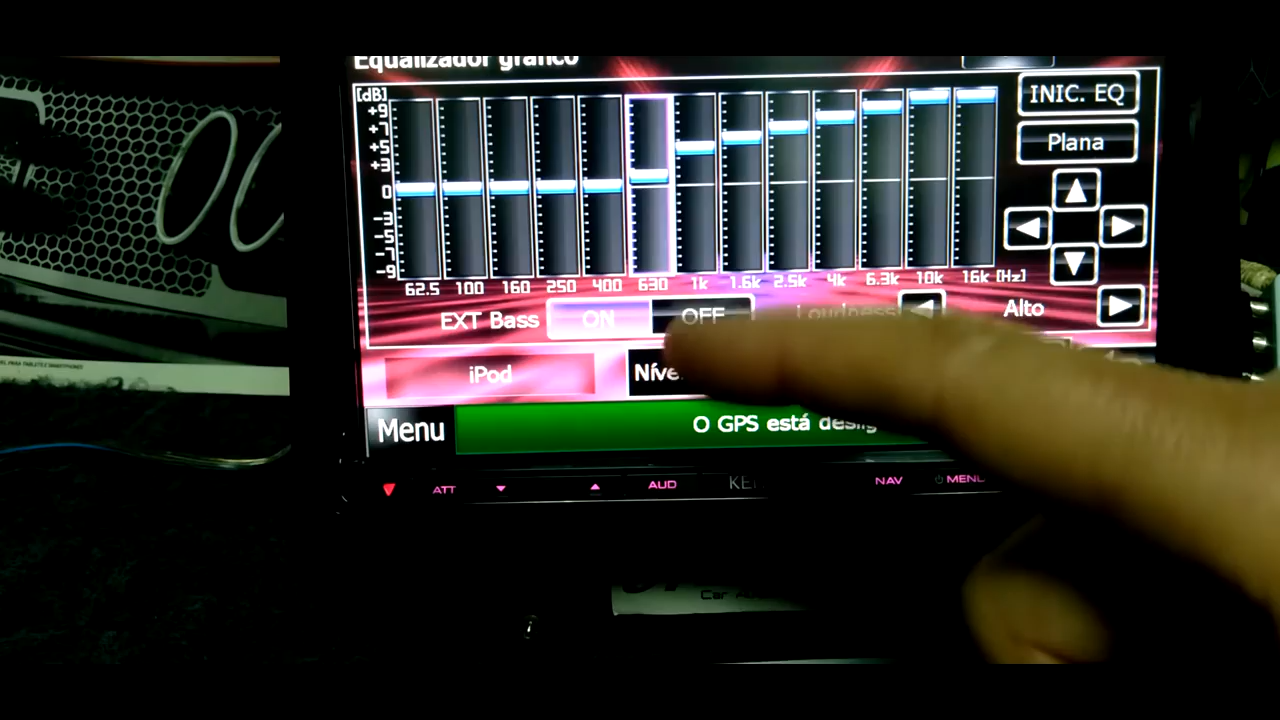 Equalizador gráfico
[dB]
+9
+7
+5
+3
0
-3
-5
-7
-9
INIC. EQ
Plana
62.5 100 160 250 400 630 1k 1.6k 2.5k 4k 6.3k 10k 16k [Hz]
EXT Bass ON OFF Loudness Alto
iPod
Menu O GPS está
ATT AUD NAV MENU
Car